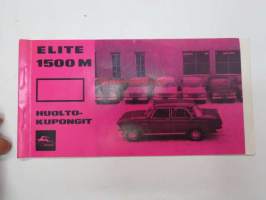 ELITE
1500 M
HUOLTO-
KUPONGIT